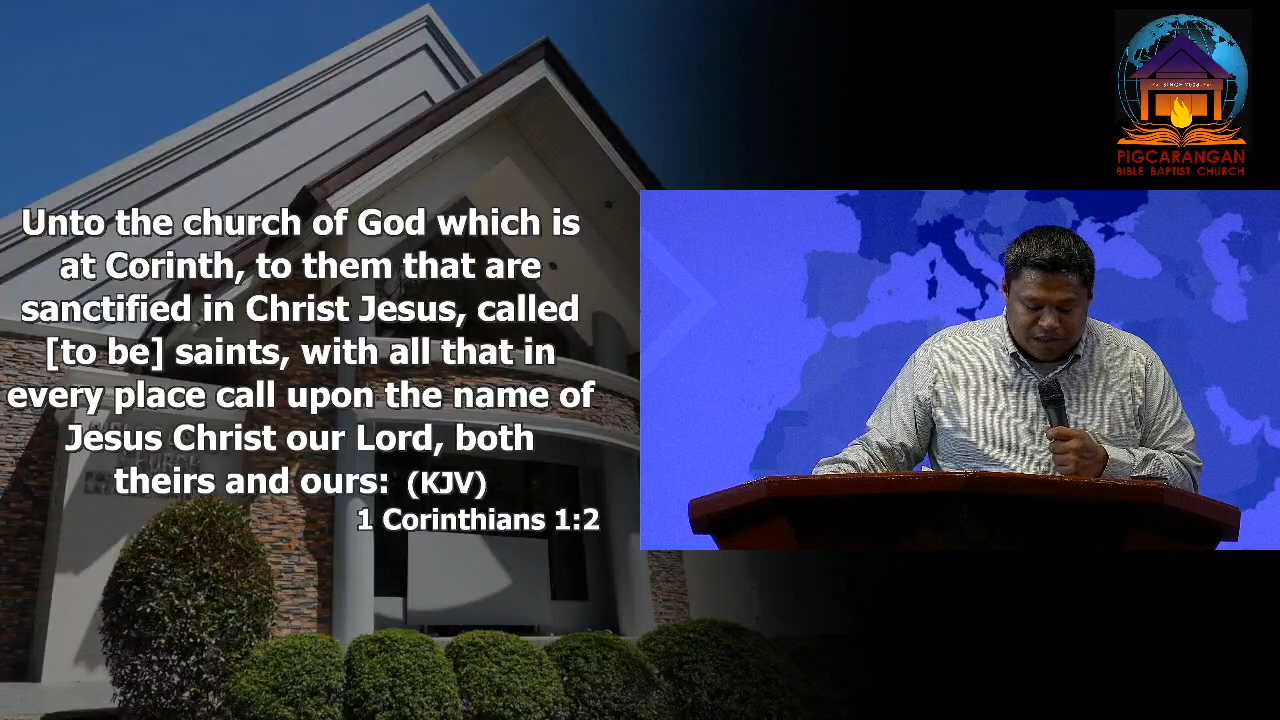 Unto the church of God which is
at Corinth, to them that are
sanctified in Christ Jesus, called
[to be] saints, with all that in
every place call upon the name of
Jesus Christ our Lord, both
theirs and ours: (KJV)
1 Corinthians 1:2
PIGCARANGAN
BIBLE BAPTIST CHURCH